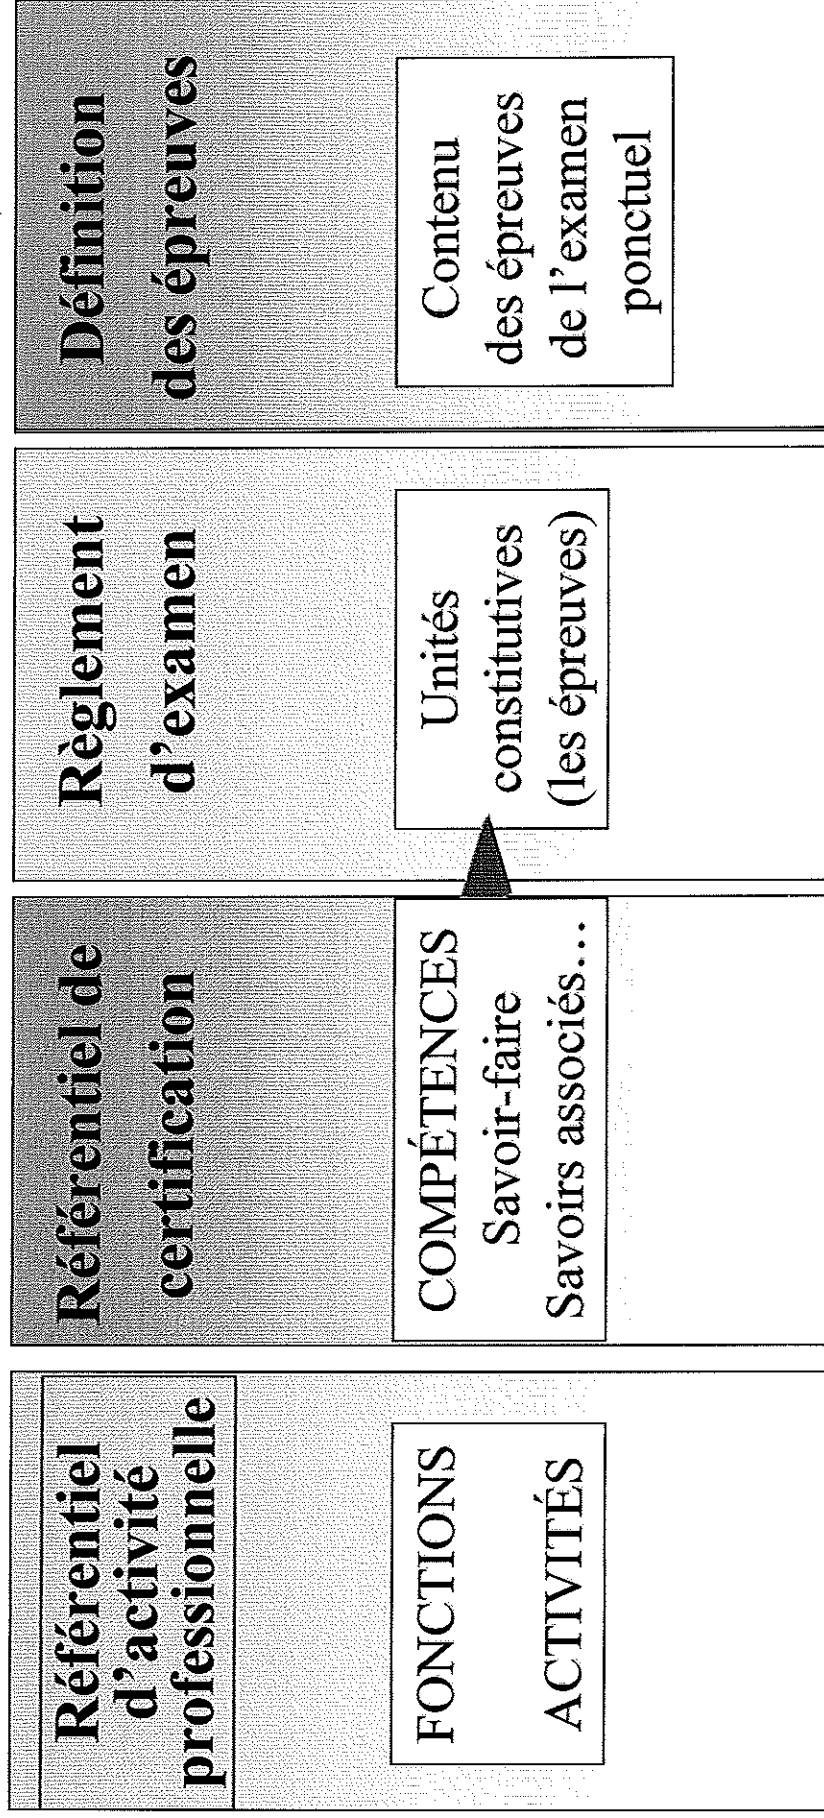 Référentiel
d'activité
professionnelle
FONCTIONS
ACTIVITÉS
Référentiel de
certification
COMPÉTENCES
Savoir-faire
Savoirs associés...
Règlement
d'examen
Unités
constitutives
(les épreuves)
Définition
des épreuves
Contenu
des épreuves
de l'examen
ponctuel